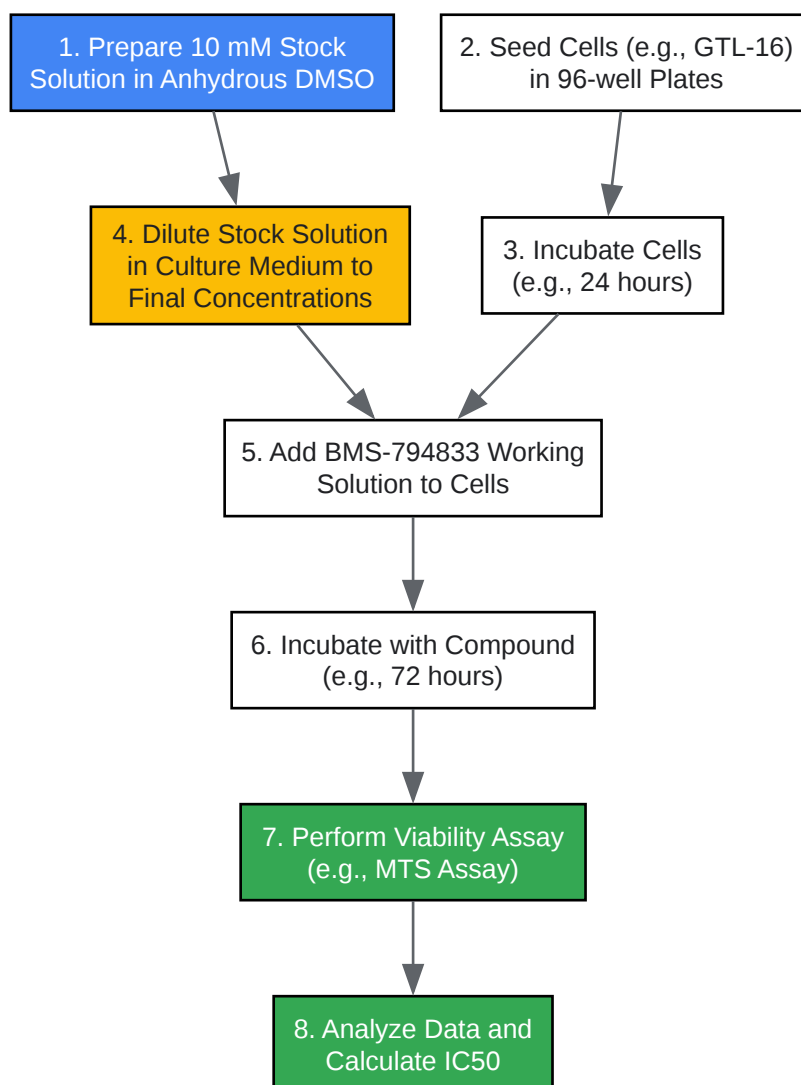 1. Prepare 10 mM Stock
Solution in Anhydrous DMSO
2. Seed Cells (e.g., GTL-16)
in 96-well Plates
4. Dilute Stock Solution
in Culture Medium to
Final Concentrations
3. Incubate Cells
(e.g., 24 hours)
5. Add BMS-794833 Working
Solution to Cells
6. Incubate with Compound
(e.g., 72 hours)
7. Perform Viability Assay
(e.g., MTS Assay)
8. Analyze Data and
Calculate IC50